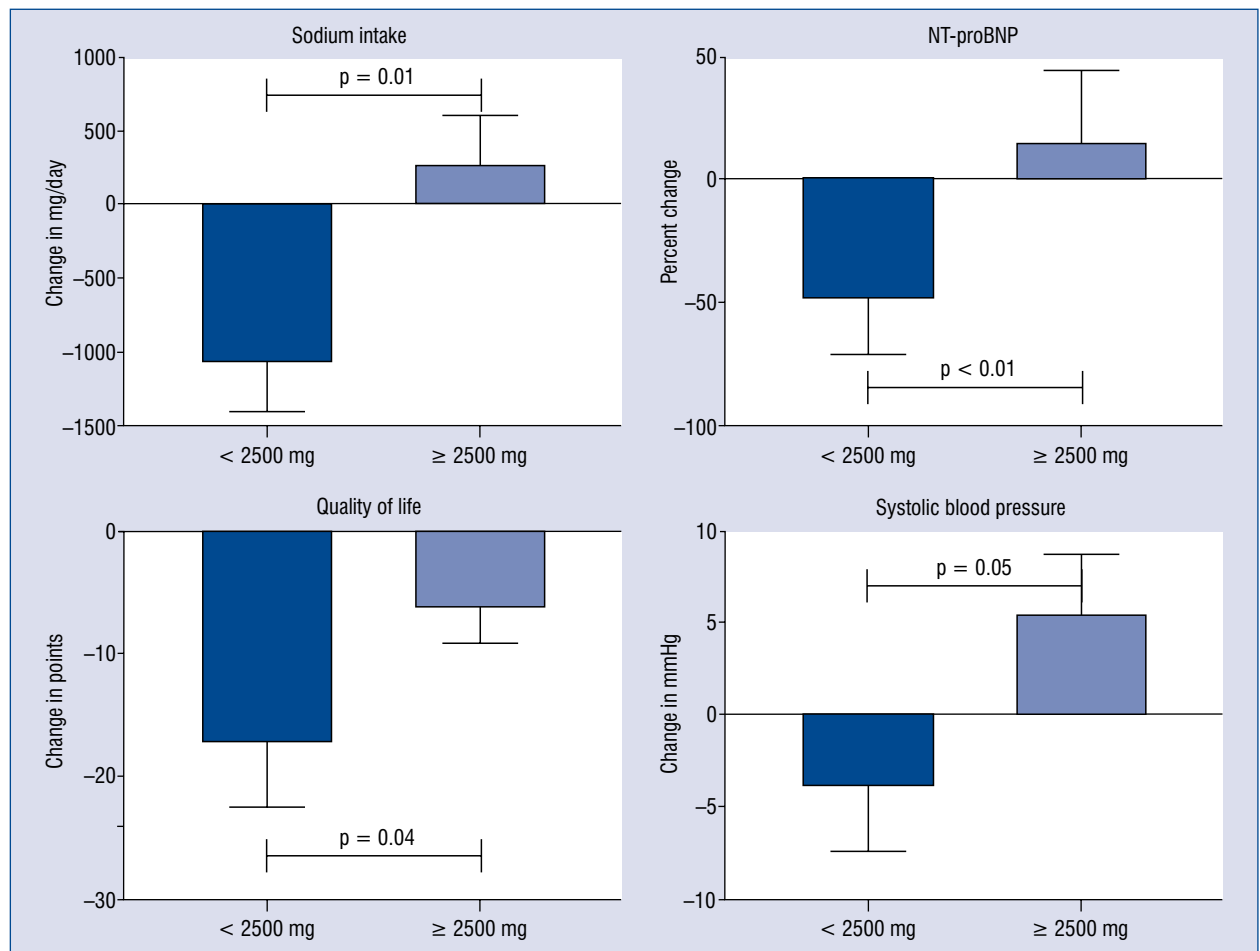 Sodium intake
1000
500
0
–500
–1000
–1500
Change in mg/day
p = 0.01
< 2500 mg
≥ 2500 mg
NT-proBNP
50
0
–50
–100
Percent change
p < 0.01
< 2500 mg
≥ 2500 mg
Quality of life
0
–10
–20
–30
Change in points
p = 0.04
< 2500 mg
≥ 2500 mg
Systolic blood pressure
10
5
0
–5
–10
Change in mmHg
p = 0.05
< 2500 mg
≥ 2500 mg